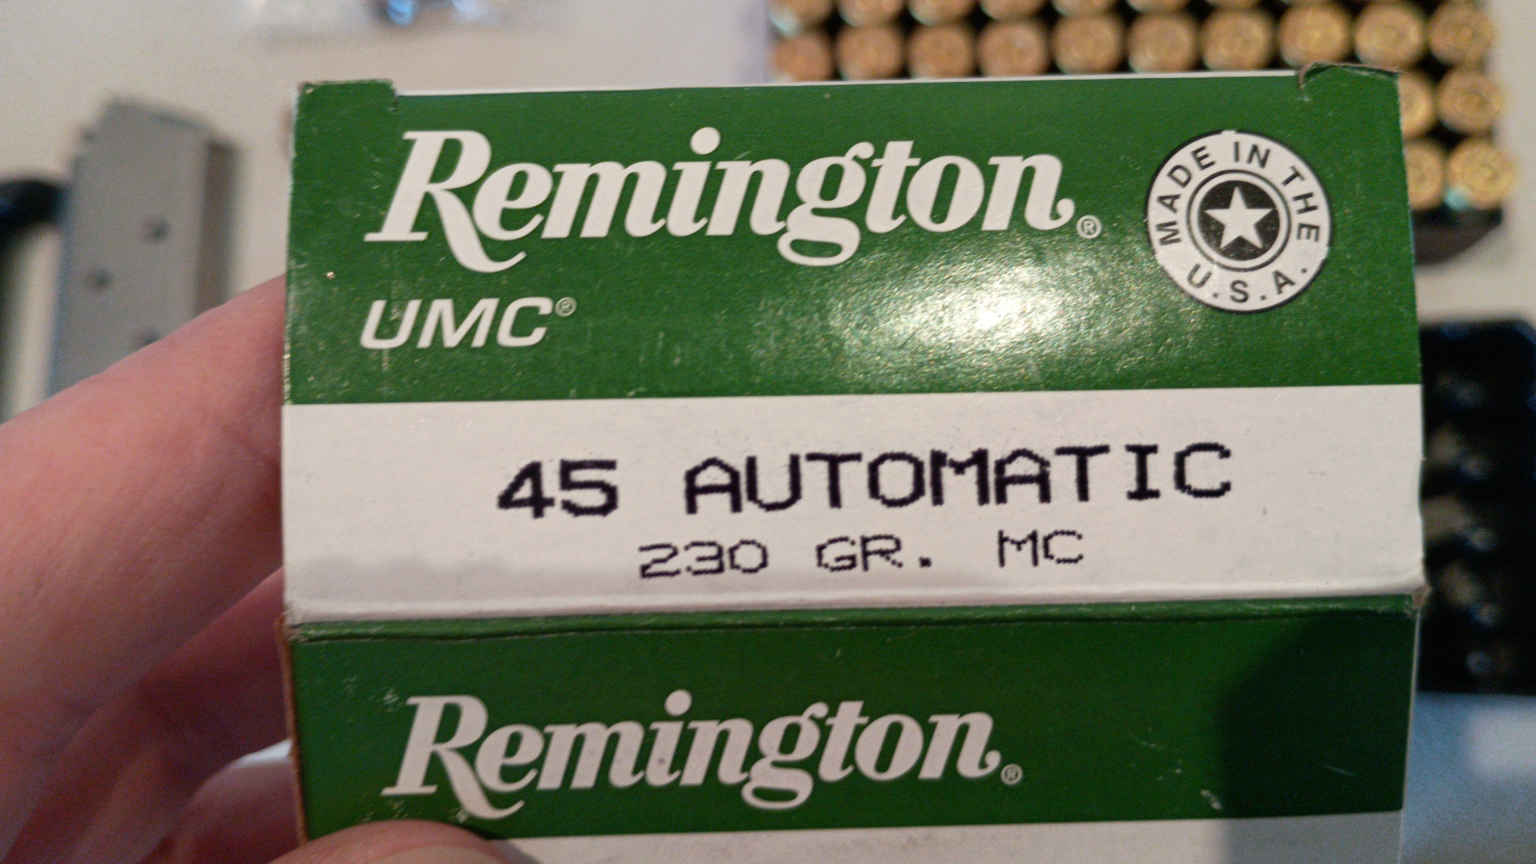 Remington®
MADE IN THE U.S.A.
UMC®
45 AUTOMATIC
230 GR. MC
Remington®